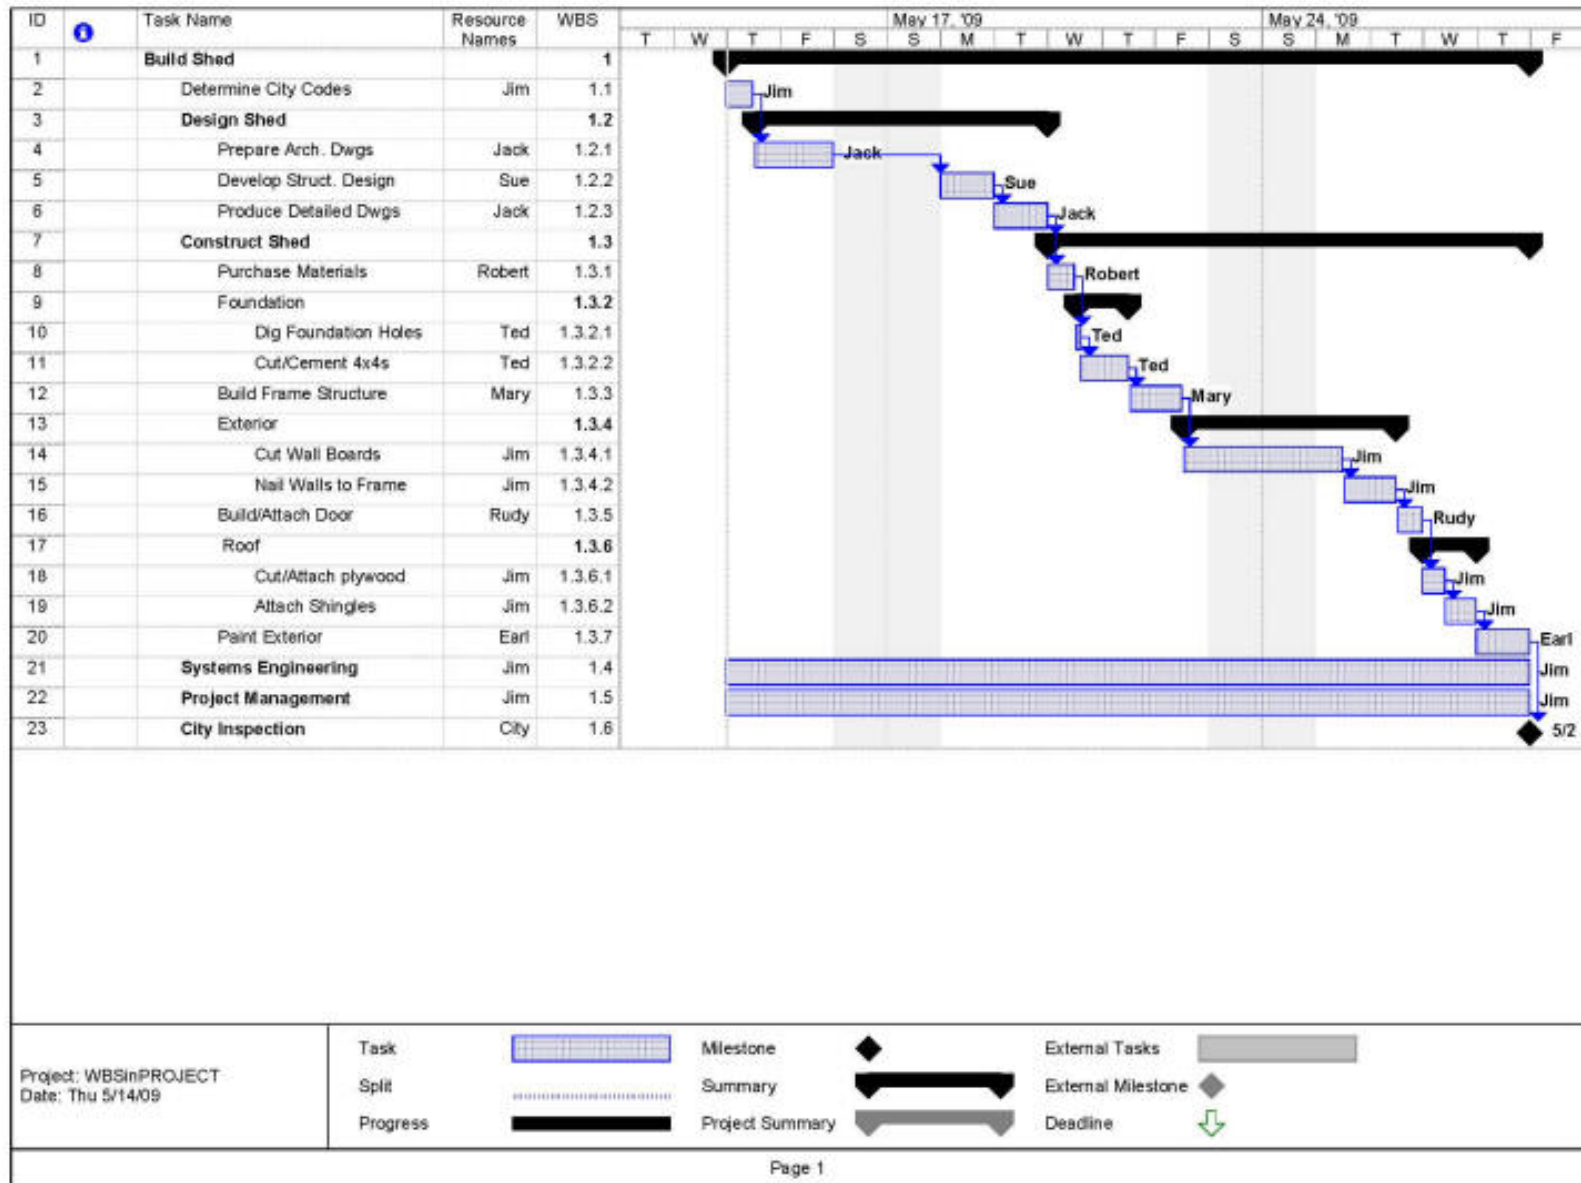 ID Task Name Resource Names WBS May 17, '09 May 24, '09
T W T F S S M T W T F S S M T W T F
1 Build Shed 1
2 Determine City Codes Jim 1.1 Jim
3 Design Shed 1.2
4 Prepare Arch. Dwgs Jack 1.2.1 Jack
5 Develop Struct. Design Sue 1.2.2 Sue
6 Produce Detailed Dwgs Jack 1.2.3 Jack
7 Construct Shed 1.3
8 Purchase Materials Robert 1.3.1 Robert
9 Foundation 1.3.2
10 Dig Foundation Holes Ted 1.3.2.1 Ted
11 Cut/Cement 4x4s Ted 1.3.2.2 Ted
12 Build Frame Structure Mary 1.3.3 Mary
13 Exterior 1.3.4
14 Cut Wall Boards Jim 1.3.4.1 Jim
15 Nail Walls to Frame Jim 1.3.4.2 Jim
16 Build/Attach Door Rudy 1.3.5 Rudy
17 Roof 1.3.6
18 Cut/Attach plywood Jim 1.3.6.1 Jim
19 Attach Shingles Jim 1.3.6.2 Jim
20 Paint Exterior Earl 1.3.7 Earl
21 Systems Engineering Jim 1.4 Jim
22 Project Management Jim 1.5 Jim
23 City Inspection City 1.6 5/2
Project: WBSinPROJECT
Date: Thu 5/14/09
Task Milestone External Tasks
Split Summary External Milestone
Progress Project Summary Deadline
Page 1